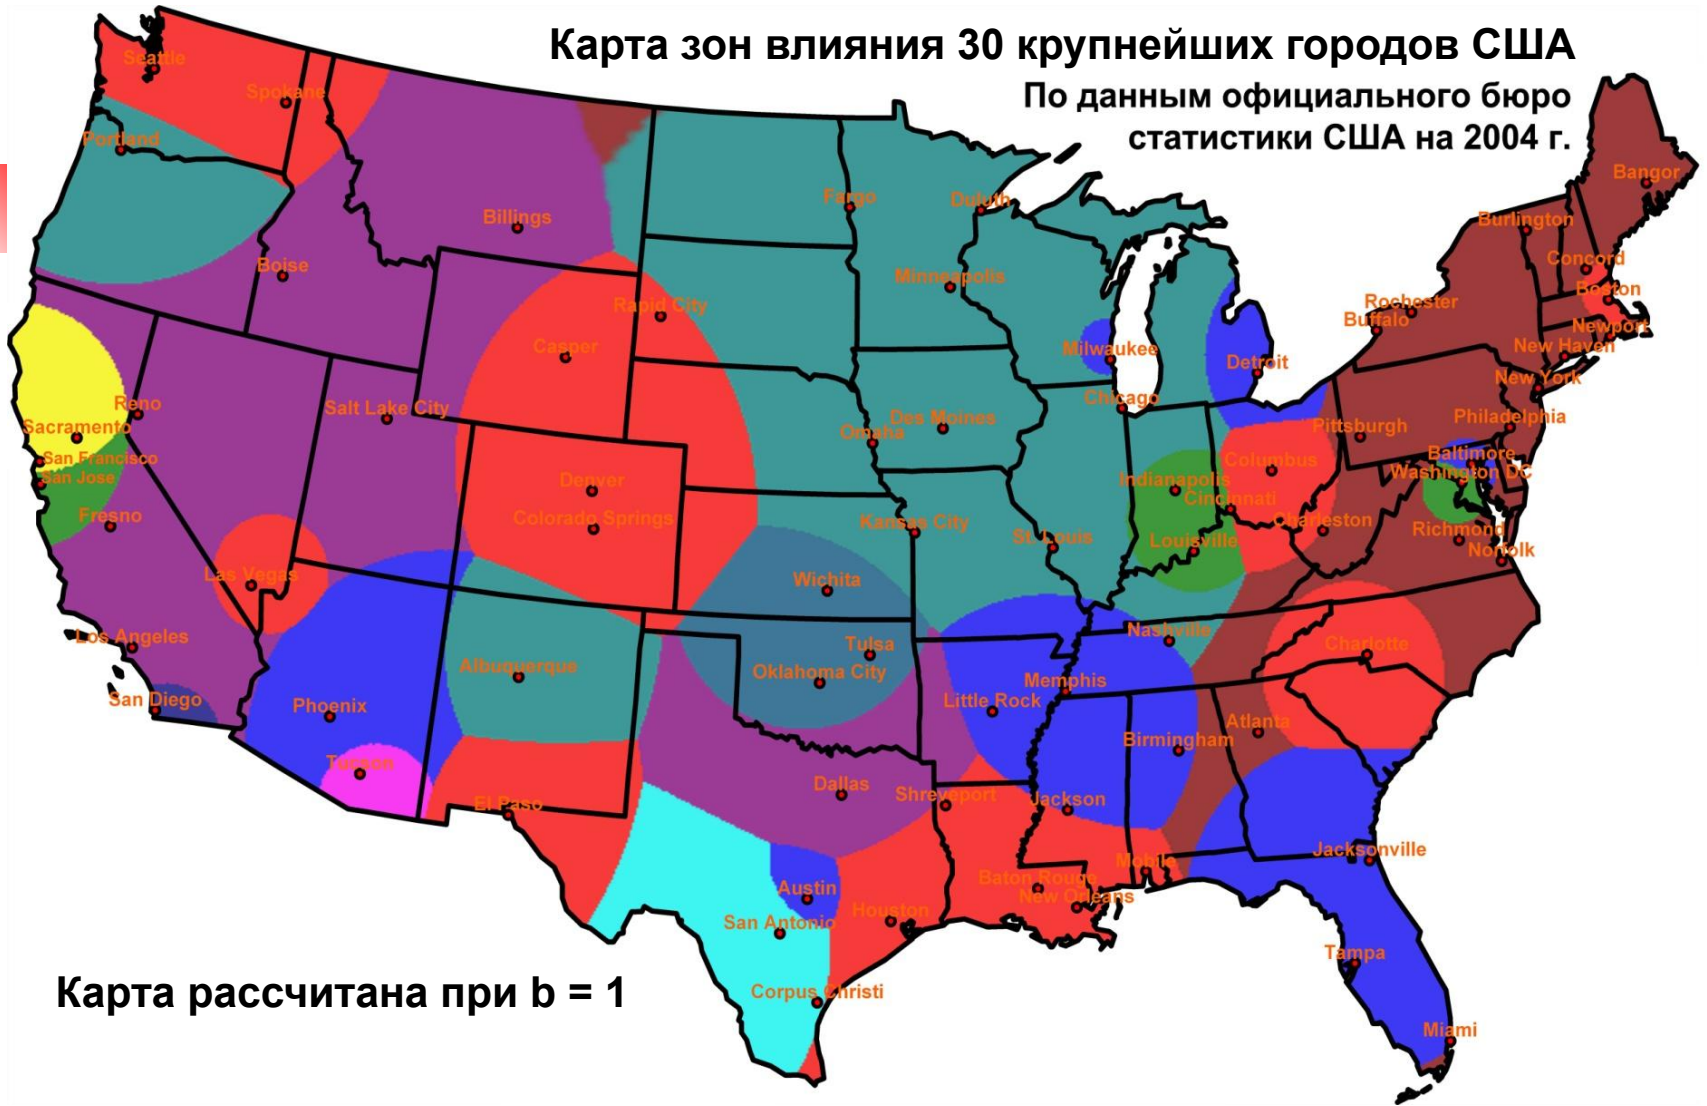 Карта зон влияния 30 крупнейших городов США
По данным официального бюро
статистики США на 2004 г.
Seattle
Spokane
Portland
Bangor
Fargo
Duluth
Billings
Burlington
Boise
Concord
Minneapolis
Boston
Rapid City
Rochester
Buffalo
Newport
Casper
Milwaukee
New Haven
Detroit
New York
Chicago
Reno
Salt Lake City
Des Moines
Philadelphia
Sacramento
Omaha
Pittsburgh
San Francisco
Columbus
Baltimore
San Jose
Denver
Indianapolis
Washington DC
Cincinnati
Fresno
Colorado Springs
Kansas City
Charleston
Richmond
St. Louis
Louisville
Norfolk
Las Vegas
Wichita
Los Angeles
Nashville
Tulsa
Charlotte
Albuquerque
Oklahoma City
Memphis
San Diego
Phoenix
Little Rock
Atlanta
Birmingham
Tucson
Dallas
Shreveport
Jackson
El Paso
Jacksonville
Mobile
Baton Rouge
Austin
New Orleans
San Antonio
Houston
Tampa
Corpus Christi
Карта рассчитана при b = 1
Miami